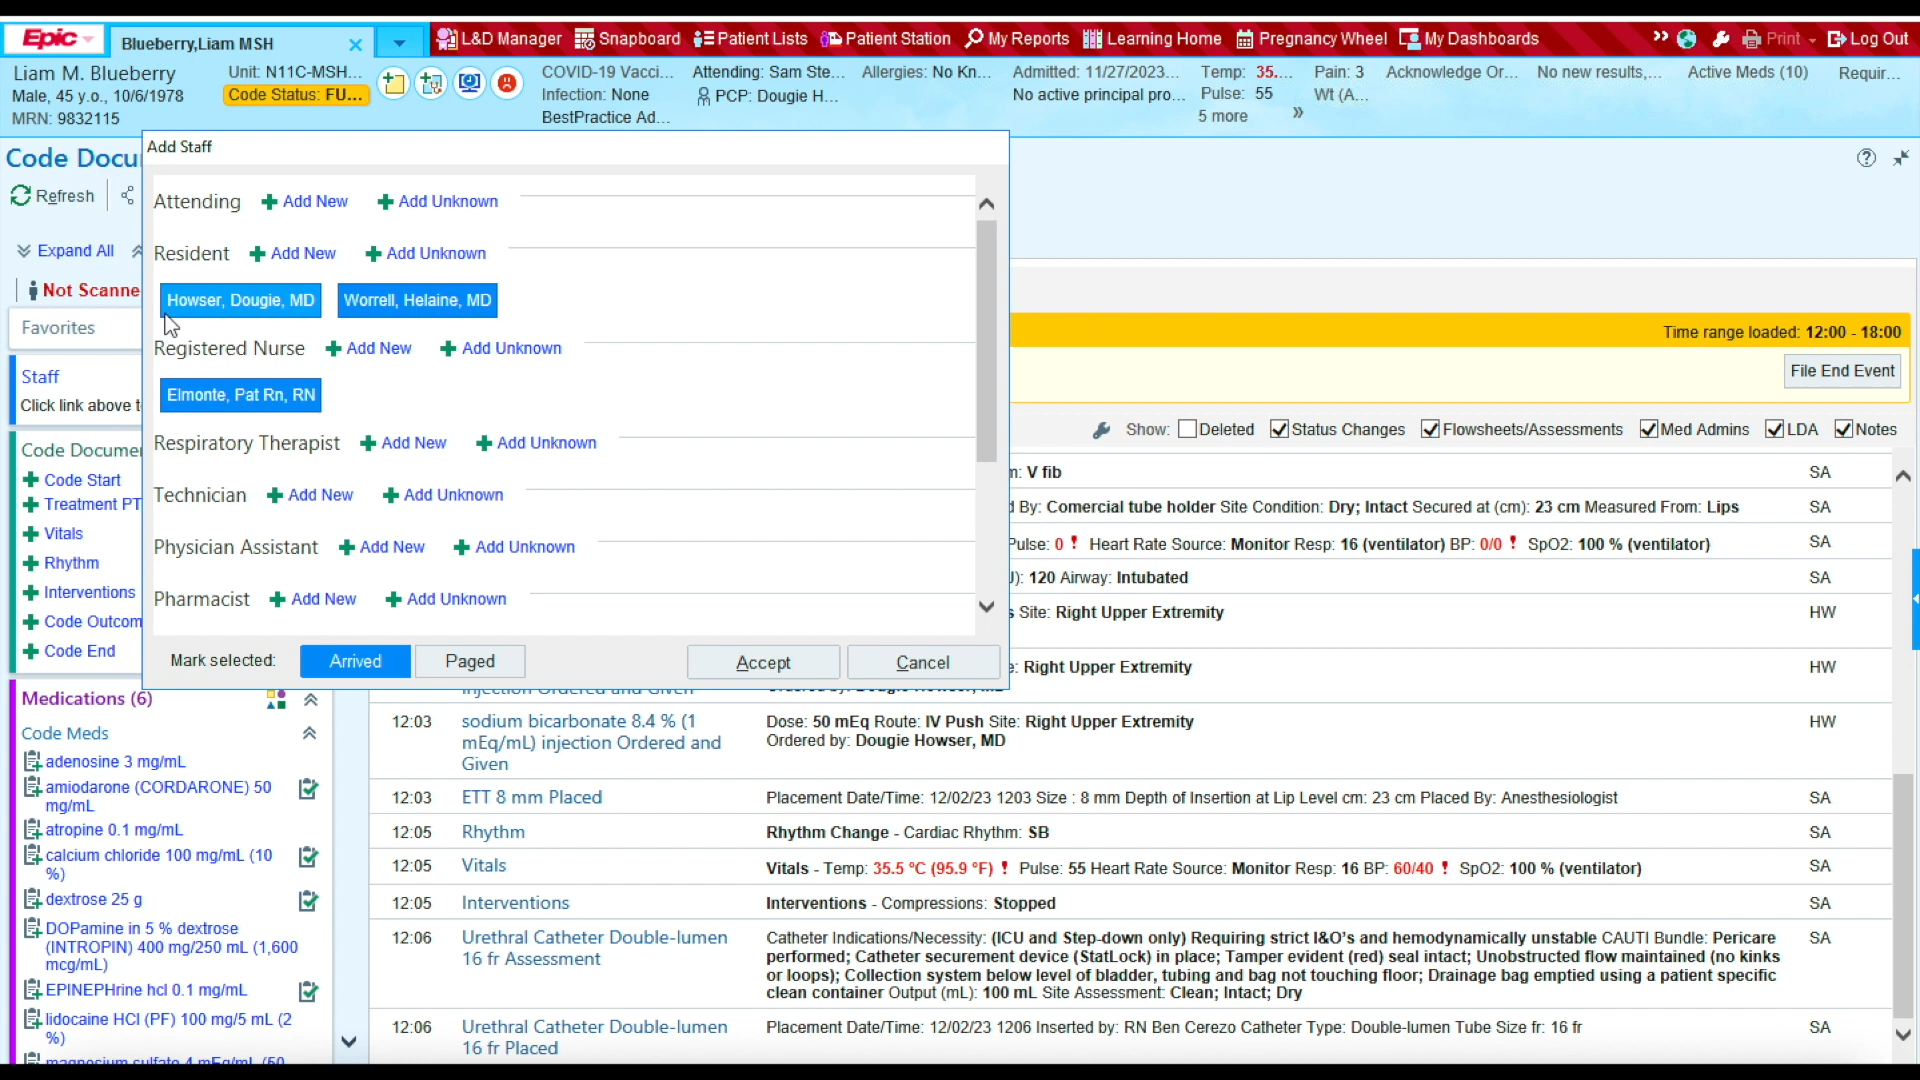 Epic
Blueberry,Liam MSH
L&D Manager
Snapboard
Patient Lists
Patient Station
My Reports
Learning Home
Pregnancy Wheel
My Dashboards
Print
Log Out
Liam M. Blueberry
Male, 45 y.o., 10/6/1978
MRN: 9832115
Unit: N11C-MSH...
Code Status: FU...
COVID-19 Vacci...
Infection: None
BestPractice Ad...
Attending: Sam Ste...
PCP: Dougie H...
Allergies: No Kn...
Admitted: 11/27/2023...
No active principal pro...
Temp: 35....
Pulse: 55
5 more
Pain: 3
Wt (A...
Acknowledge Or...
No new results,...
Active Meds (10)
Requir...
Code Docu
Refresh
Expand All
Not Scanne
Favorites
Staff
Click link above t
Code Documen
Code Start
Treatment PT
Vitals
Rhythm
Interventions
Code Outcom
Code End
Medications (6)
Code Meds
adenosine 3 mg/mL
amiodarone (CORDARONE) 50
mg/mL
atropine 0.1 mg/mL
calcium chloride 100 mg/mL (10
%)
dextrose 25 g
DOPamine in 5 % dextrose
(INTROPIN) 400 mg/250 mL (1,600
mcg/mL)
EPINEPHrine hcl 0.1 mg/mL
lidocaine HCl (PF) 100 mg/5 mL (2
%)
magnesium sulfate 4 mEq/mL (50
Add Staff
Attending Add New Add Unknown
Resident Add New Add Unknown
Howser, Dougie, MD Worrell, Helaine, MD
Registered Nurse Add New Add Unknown
Elmonte, Pat Rn, RN
Respiratory Therapist Add New Add Unknown
Technician Add New Add Unknown
Physician Assistant Add New Add Unknown
Pharmacist Add New Add Unknown
Mark selected: Arrived Paged Accept Cancel
Time range loaded: 12:00 - 18:00
File End Event
Show: Deleted Status Changes Flowsheets/Assessments Med Admins LDA Notes
: V fib SA
d By: Comercial tube holder Site Condition: Dry; Intact Secured at (cm): 23 cm Measured From: Lips SA
Pulse: 0 ! Heart Rate Source: Monitor Resp: 16 (ventilator) BP: 0/0 ! SpO2: 100 % (ventilator) SA
J): 120 Airway: Intubated SA
s Site: Right Upper Extremity HW
: Right Upper Extremity HW
injection Ordered and Given Ordered by: Dougie Howser, MD
12:03 sodium bicarbonate 8.4 % (1 Dose: 50 mEq Route: IV Push Site: Right Upper Extremity HW
mEq/mL) injection Ordered and Ordered by: Dougie Howser, MD
Given
12:03 ETT 8 mm Placed Placement Date/Time: 12/02/23 1203 Size : 8 mm Depth of Insertion at Lip Level cm: 23 cm Placed By: Anesthesiologist SA
12:05 Rhythm Rhythm Change - Cardiac Rhythm: SB SA
12:05 Vitals Vitals - Temp: 35.5 °C (95.9 °F) ! Pulse: 55 Heart Rate Source: Monitor Resp: 16 BP: 60/40 ! SpO2: 100 % (ventilator) SA
12:05 Interventions Interventions - Compressions: Stopped SA
12:06 Urethral Catheter Double-lumen Catheter Indications/Necessity: (ICU and Step-down only) Requiring strict I&O's and hemodynamically unstable CAUTI Bundle: Pericare SA
16 fr Assessment performed; Catheter securement device (StatLock) in place; Tamper evident (red) seal intact; Unobstructed flow maintained (no kinks
or loops); Collection system below level of bladder, tubing and bag not touching floor; Drainage bag emptied using a patient specific
clean container Output (mL): 100 mL Site Assessment: Clean; Intact; Dry
12:06 Urethral Catheter Double-lumen Placement Date/Time: 12/02/23 1206 Inserted by: RN Ben Cerezo Catheter Type: Double-lumen Tube Size fr: 16 fr SA
16 fr Placed